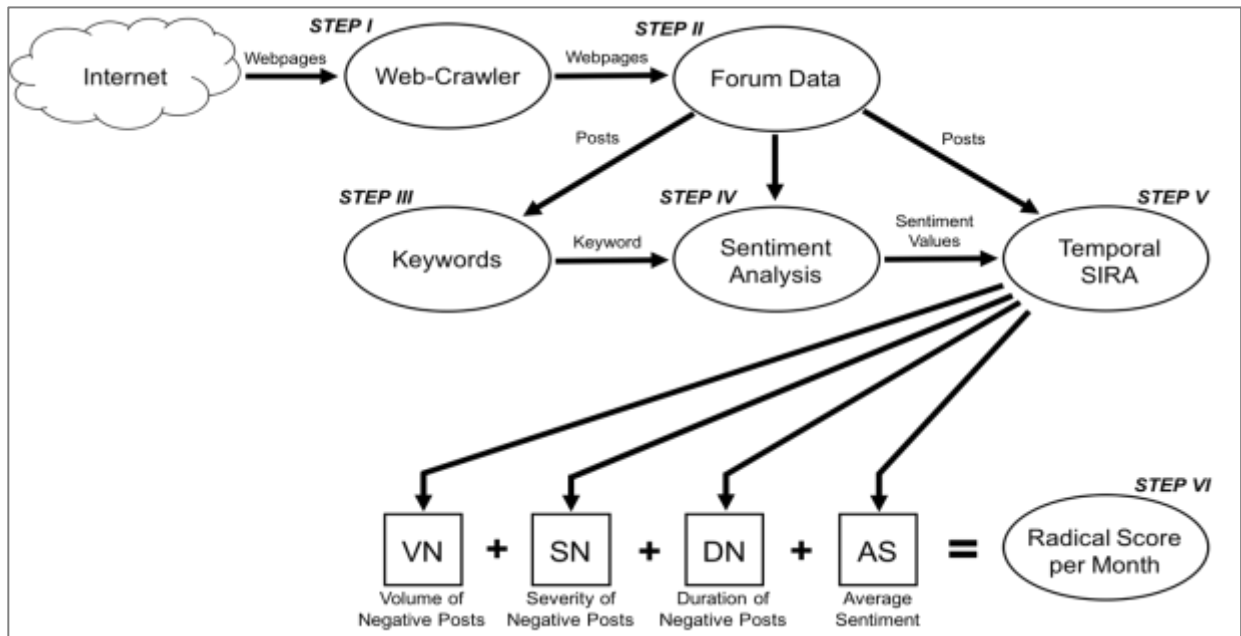 STEP I
STEP II
Internet
Webpages
Web-Crawler
Webpages
Forum Data
Posts
Posts
STEP III
STEP IV
STEP V
Keywords
Keyword
Sentiment
Analysis
Sentiment
Values
Temporal
SIRA
STEP VI
VN
+
SN
+
DN
+
AS
=
Radical Score
per Month
Volume of
Negative Posts
Severity of
Negative Posts
Duration of
Negative Posts
Average
Sentiment